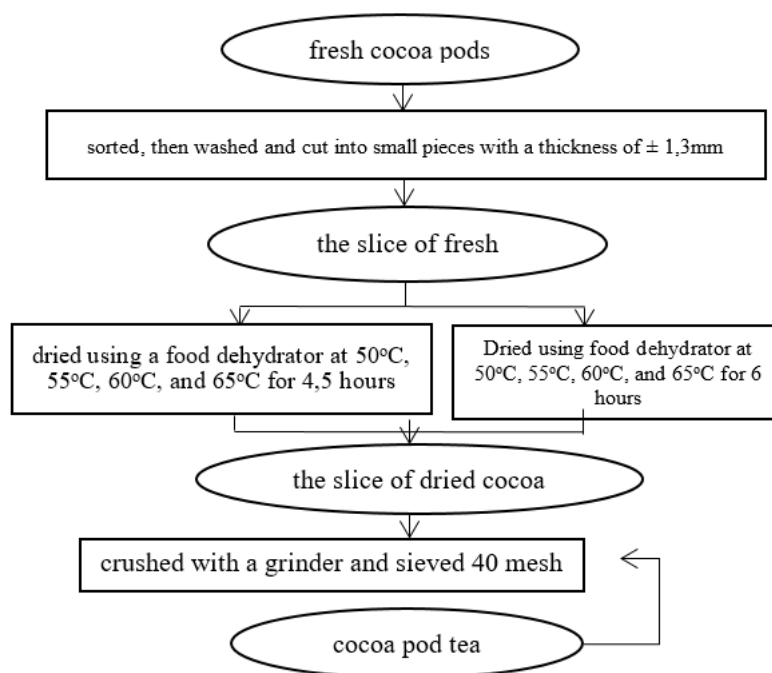 fresh cocoa pods
sorted, then washed and cut into small pieces with a thickness of ± 1,3mm
the slice of fresh
dried using a food dehydrator at 50°C,
55°C, 60°C, and 65°C for 4,5 hours
Dried using food dehydrator at
50°C, 55°C, 60°C, and 65°C for 6
hours
the slice of dried cocoa
crushed with a grinder and sieved 40 mesh
cocoa pod tea